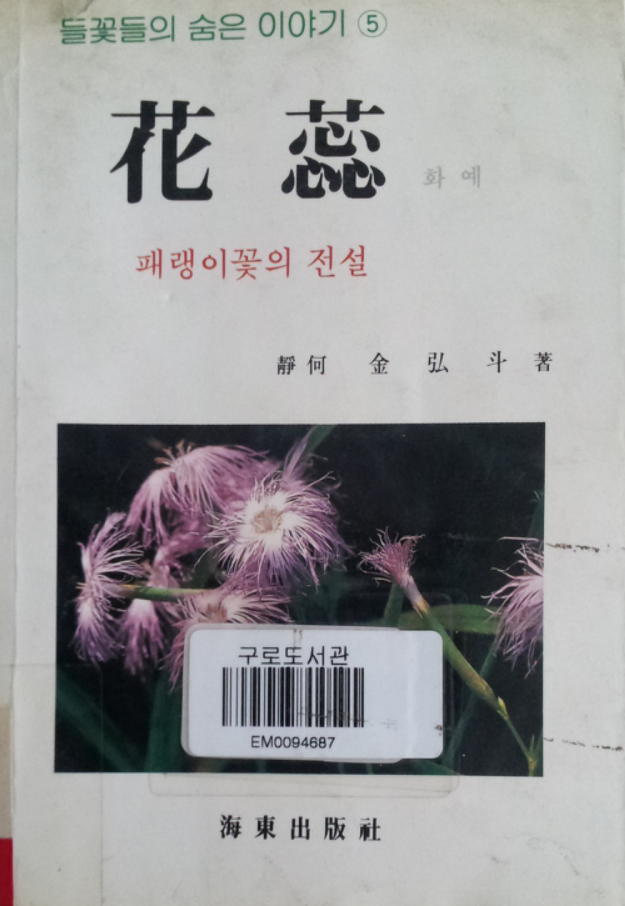 들꽃들의 숨은 이야기 ⑤
花 蕊 화 예
패랭이꽃의 전설
靜何 金 弘 斗 著
구로도서관
EM0094687
海東出版社